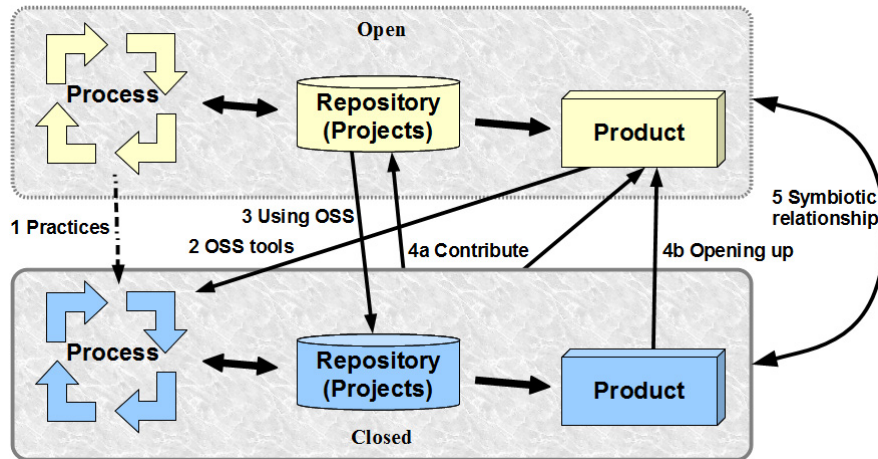 Open
Process
Repository
(Projects)
Product
1 Practices
3 Using OSS
2 OSS tools
4a Contribute
4b Opening up
5 Symbiotic
relationship
Process
Repository
(Projects)
Product
Closed